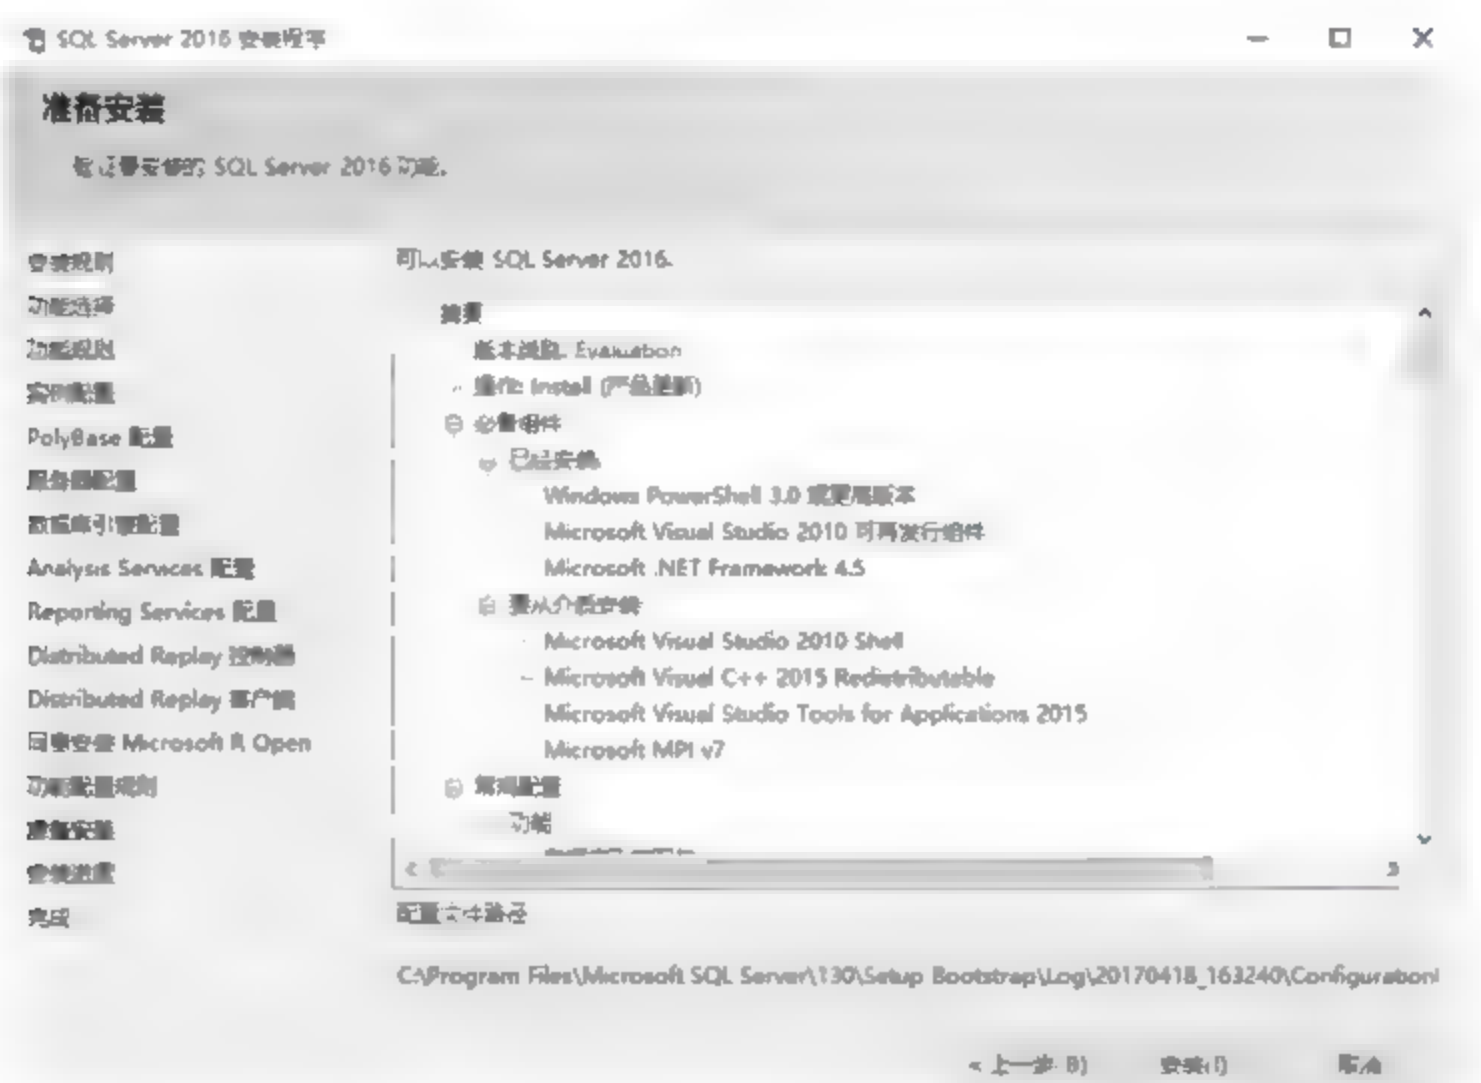 SQL Server 2016 安装程序
准备安装
验证要安装的 SQL Server 2016 功能。
安装规则
功能选择
功能规则
实例配置
PolyBase 配置
服务器配置
数据库引擎配置
Analysis Services 配置
Reporting Services 配置
Distributed Replay 控制器
Distributed Replay 客户端
同意安装 Microsoft R Open
功能配置规则
准备安装
安装进度
完成
可以安装 SQL Server 2016:
摘要
版本类型: Evaluation
操作: Install (产品更新)
必备组件
已经安装
Windows PowerShell 3.0 或更高版本
Microsoft Visual Studio 2010 可再发行组件
Microsoft .NET Framework 4.5
要从介质安装
Microsoft Visual Studio 2010 Shell
Microsoft Visual C++ 2015 Redistributable
Microsoft Visual Studio Tools for Applications 2015
Microsoft MPI v7
常规配置
功能
配置文件路径
C:\Program Files\Microsoft SQL Server\130\Setup Bootstrap\Log\20170418_163240\Configuration
< 上一步(B)
安装(I)
取消